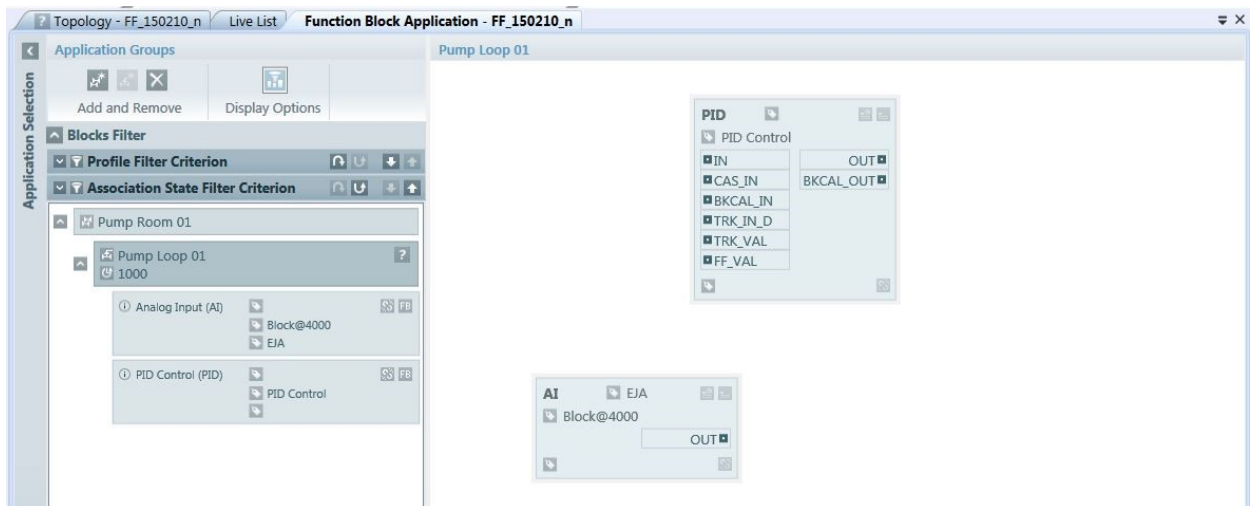 Topology - FF_150210_n Live List Function Block Application - FF_150210_n
Application Selection
Application Groups
Add and Remove Display Options
Blocks Filter
Profile Filter Criterion
Association State Filter Criterion
Pump Room 01
Pump Loop 01
1000
Analog Input (AI)
Block@4000
EJA
FB
PID Control (PID)
PID Control
FB
Pump Loop 01
PID
PID Control
IN OUT
CAS_IN BKCAL_OUT
BKCAL_IN
TRK_IN_D
TRK_VAL
FF_VAL
AI EJA
Block@4000
OUT